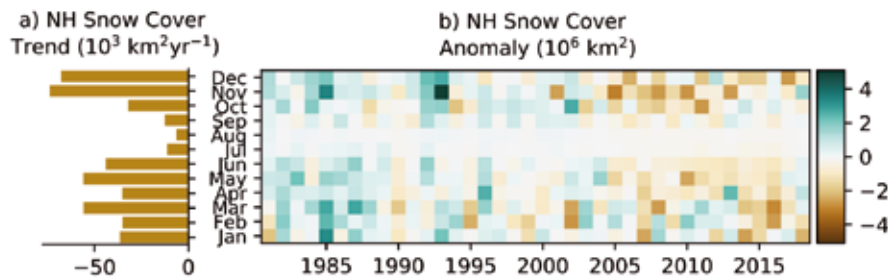 a) NH Snow Cover
Trend (10³ km²yr⁻¹)
b) NH Snow Cover
Anomaly (10⁶ km²)
Dec
Nov
Oct
Sep
Aug
Jul
Jun
May
Apr
Mar
Feb
Jan
−50 0
1985 1990 1995 2000 2005 2010 2015
4
2
0
−2
−4